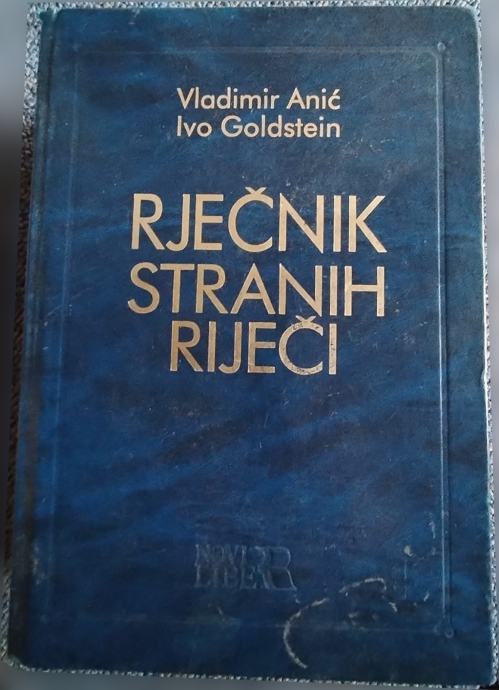 Vladimir Anić
Ivo Goldstein
RJEČNIK
STRANIH
RIJEČI
NOVI
LIBER